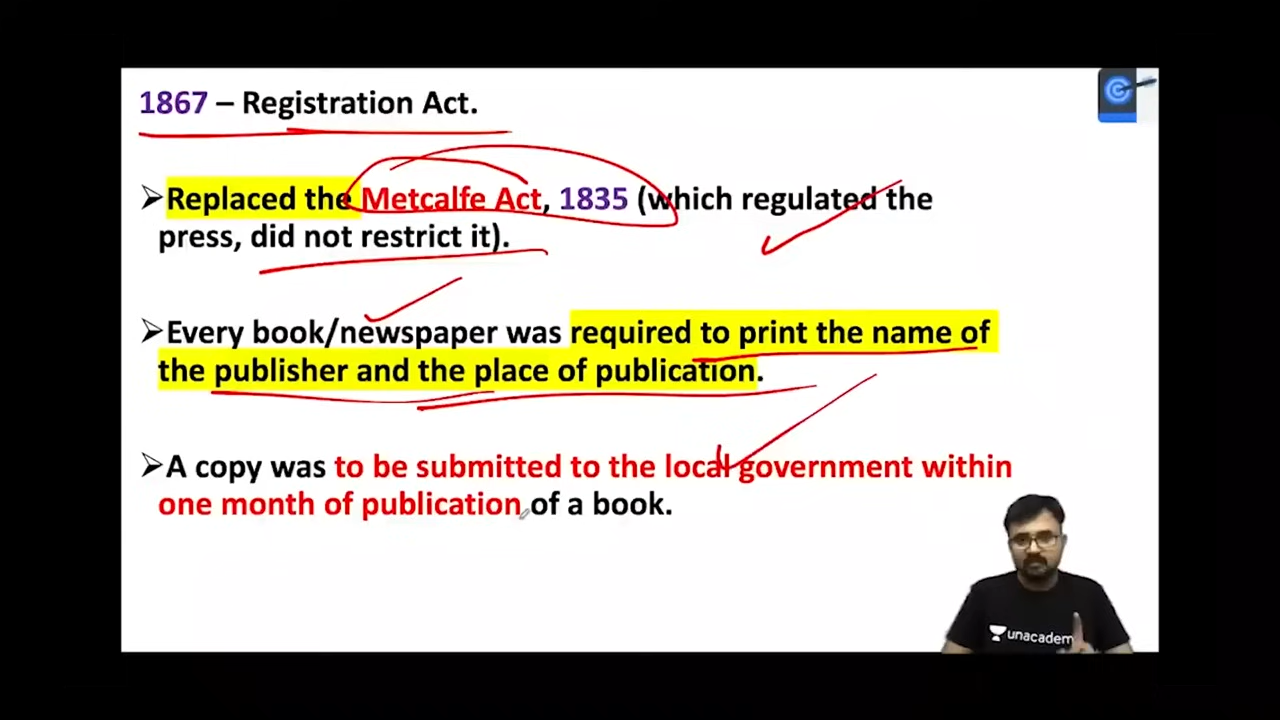 1867 – Registration Act.
Replaced the Metcalfe Act, 1835 (which regulated the
press, did not restrict it).
Every book/newspaper was required to print the name of
the publisher and the place of publication.
A copy was to be submitted to the local government within
one month of publication of a book.
unacadem